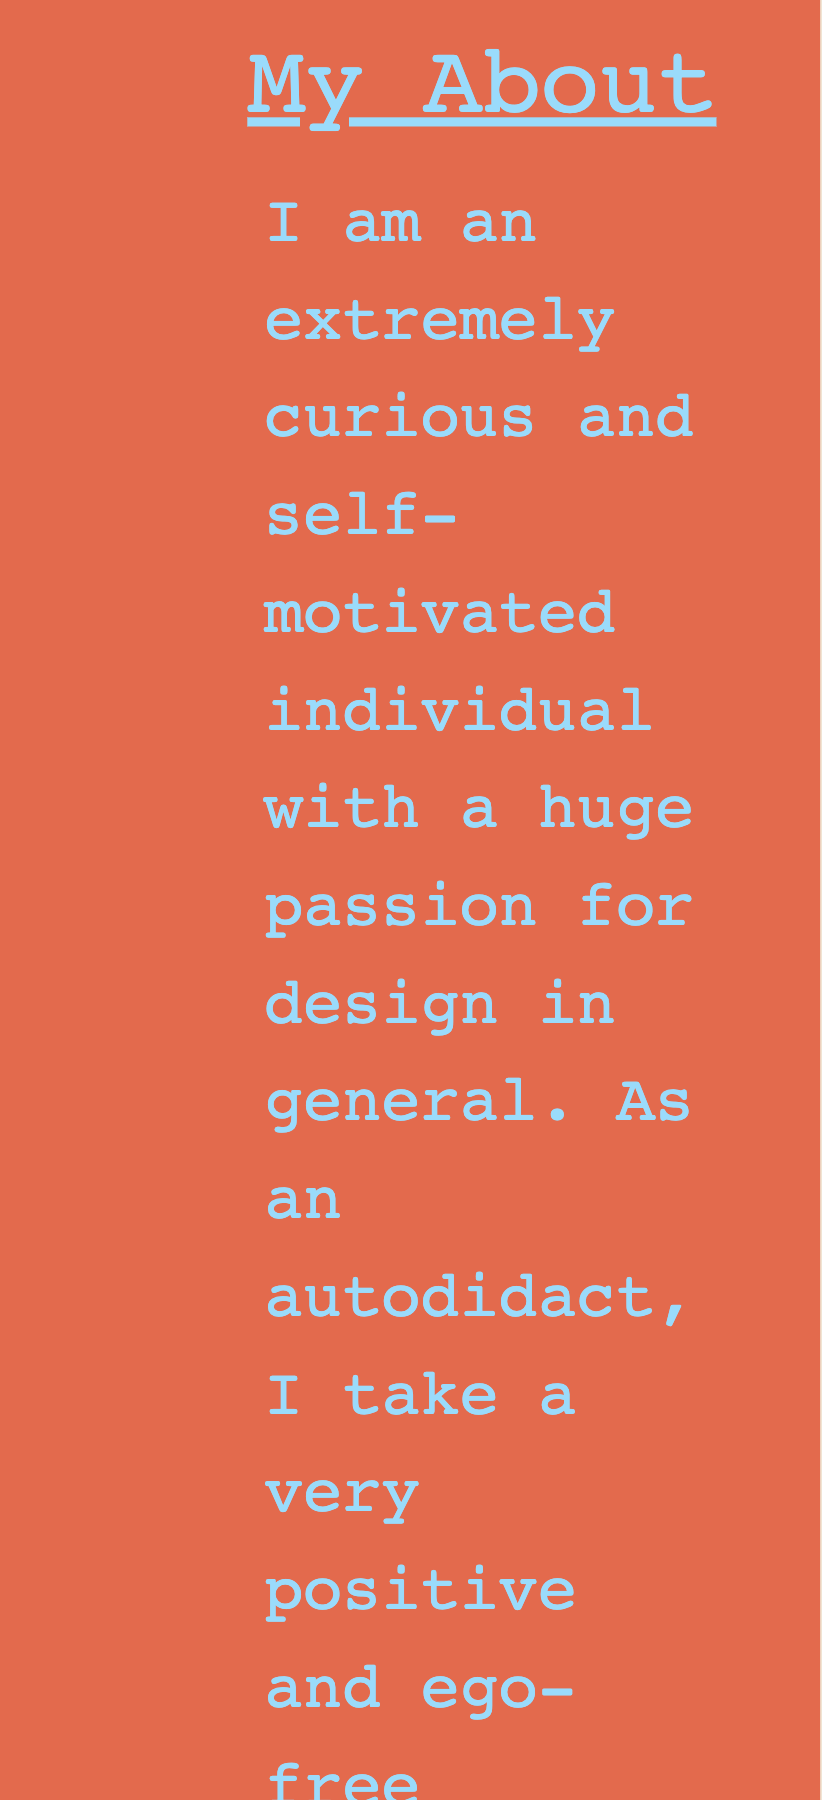 My About
I am an
extremely
curious and
self-
motivated
individual
with a huge
passion for
design in
general. As
an
autodidact,
I take a
very
positive
and ego-
free